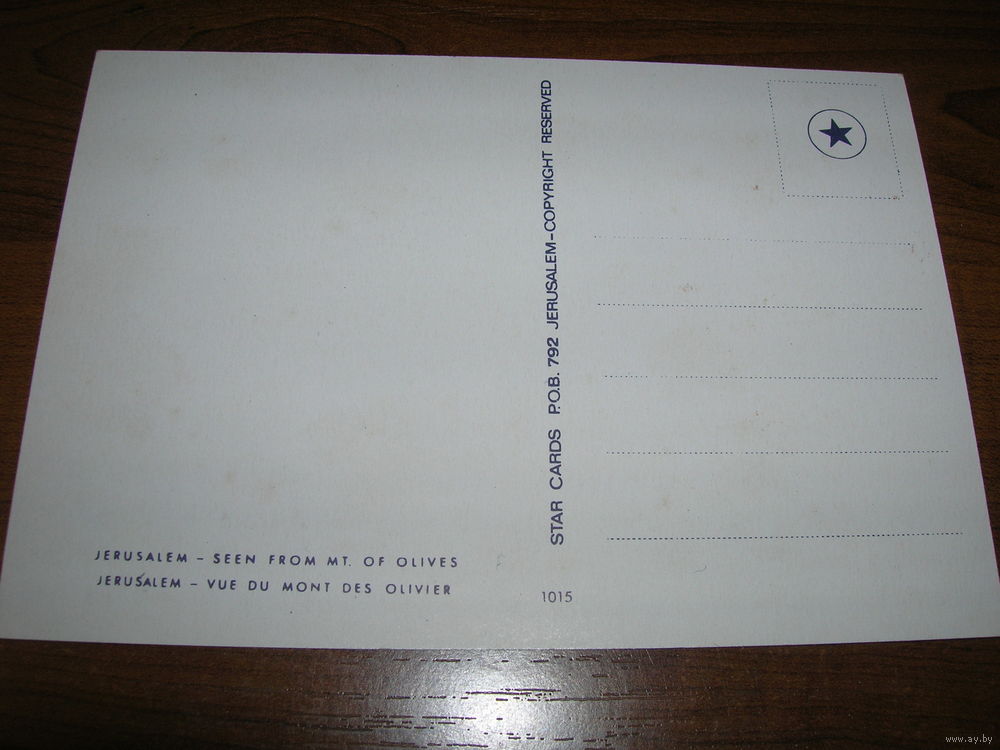 JERUSALEM – SEEN FROM MT. OF OLIVES
JERUSALEM – VUE DU MONT DES OLIVIER
STAR CARDS P.O.B. 792 JERUSALEM–COPYRIGHT RESERVED
1015
www.ay.by